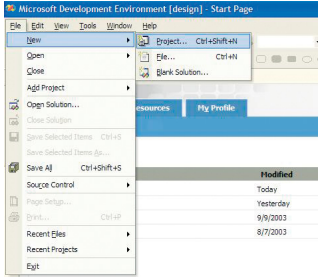 Microsoft Development Environment [design] - Start Page
File Edit View Tools Window Help
New
Project... Ctrl+Shift+N
Open
File... Ctrl+N
Close
Blank Solution...
Add Project
Open Solution...
esources My Profile
Close Solution
Save Selected Items Ctrl+S
Save Selected Items As...
Save All Ctrl+Shift+S
Modified
Source Control
Today
Page Setup...
Yesterday
Print... Ctrl+P
9/9/2003
Recent Files
8/7/2003
Recent Projects
Exit